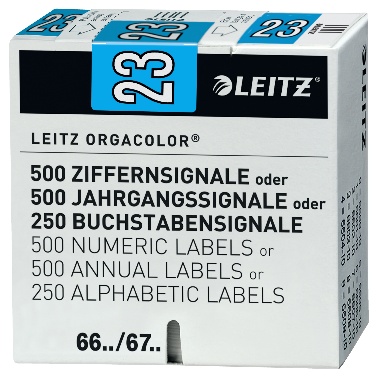 23
23
LEITZ
LEITZ ORGACOLOR®
500 ZIFFERNSIGNALE oder
500 JAHRGANGSSIGNALE oder
250 BUCHSTABENSIGNALE
500 NUMERIC LABELS or
500 ANNUAL LABELS or
250 ALPHABETIC LABELS
66../67..
LEITZ